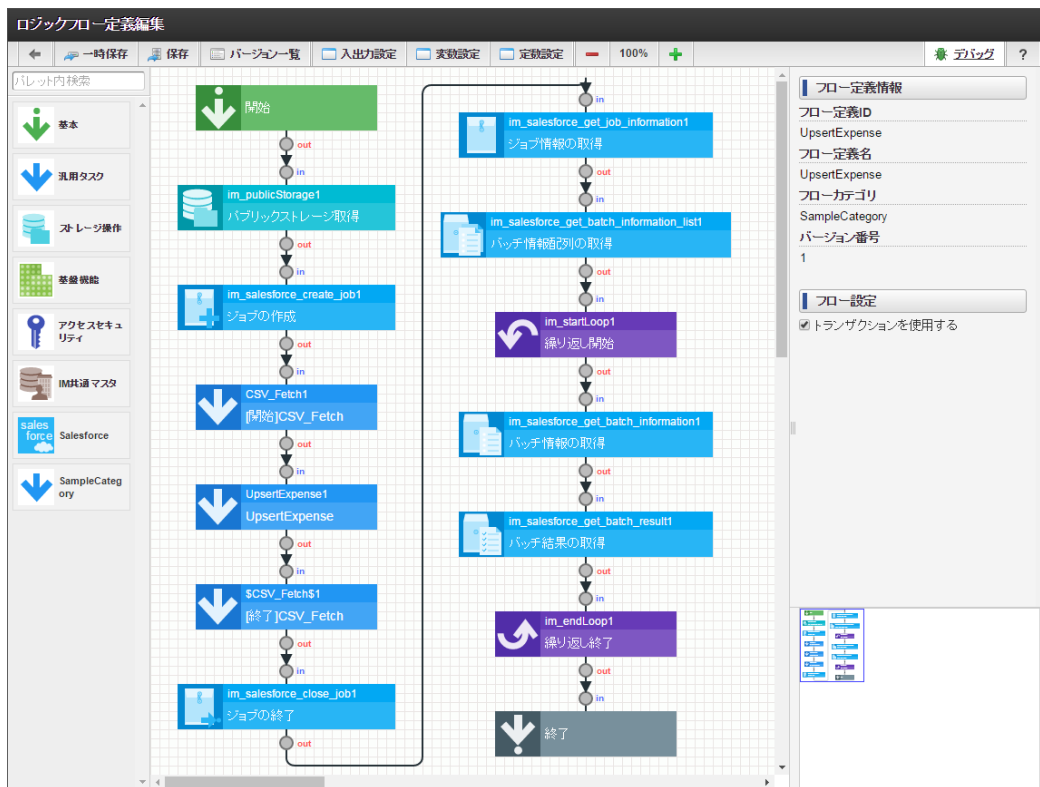 ロジックフロー定義編集
一時保存 保存 バージョン一覧 入出力設定 変数設定 定数設定 100% デバッグ ?
パレット内検索
基本
汎用タスク
ストレージ操作
基盤機能
アクセスセキュ
リティ
IM共通マスタ
sales
force
Salesforce
SampleCateg
ory
開始
out
in
im_publicStorage1
パブリックストレージ取得
out
in
im_salesforce_create_job1
ジョブの作成
out
in
CSV_Fetch1
[開始]CSV_Fetch
out
in
UpsertExpense1
UpsertExpense
out
in
$CSV_Fetch$1
[終了]CSV_Fetch
out
in
im_salesforce_close_job1
ジョブの終了
out
in
im_salesforce_get_job_information1
ジョブ情報の取得
out
in
im_salesforce_get_batch_information_list1
バッチ情報配列の取得
out
in
im_startLoop1
繰り返し開始
out
in
im_salesforce_get_batch_information1
バッチ情報の取得
out
in
im_salesforce_get_batch_result1
バッチ結果の取得
out
in
im_endLoop1
繰り返し終了
out
in
終了
フロー定義情報
フロー定義ID
UpsertExpense
フロー定義名
UpsertExpense
フローカテゴリ
SampleCategory
バージョン番号
1
フロー設定
トランザクションを使用する